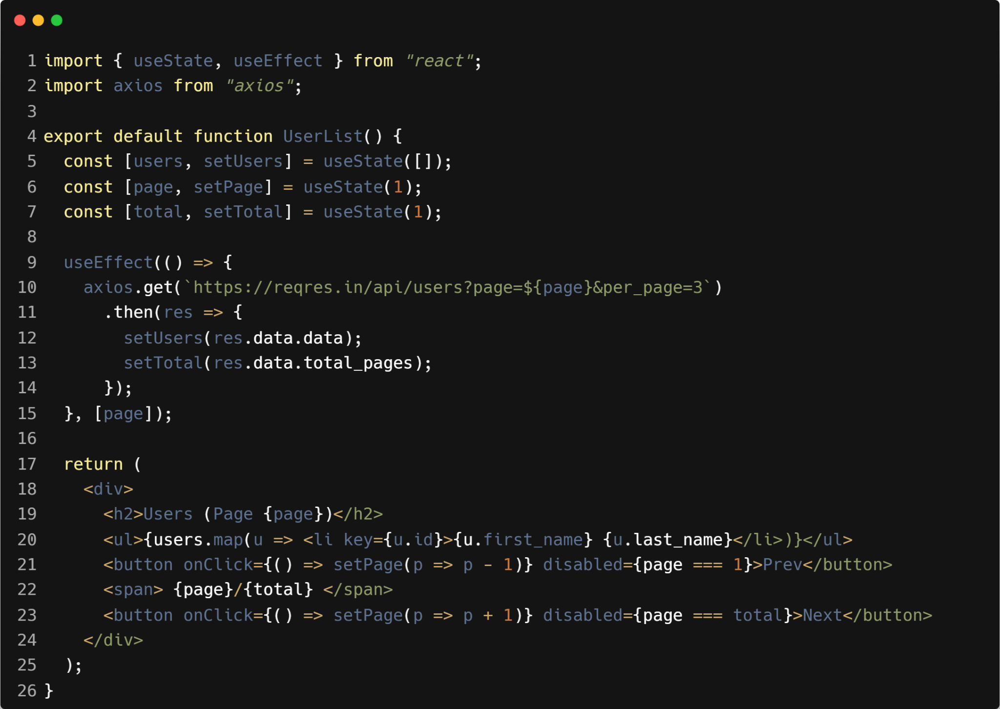 1 import { useState, useEffect } from "react";
2 import axios from "axios";
3
4 export default function UserList() {
5   const [users, setUsers] = useState([]);
6   const [page, setPage] = useState(1);
7   const [total, setTotal] = useState(1);
8
9   useEffect(() => {
10     axios.get(`https://reqres.in/api/users?page=${page}&per_page=3`)
11       .then(res => {
12         setUsers(res.data.data);
13         setTotal(res.data.total_pages);
14       });
15   }, [page]);
16
17   return (
18     <div>
19       <h2>Users (Page {page})</h2>
20       <ul>{users.map(u => <li key={u.id}>{u.first_name} {u.last_name}</li>)}</ul>
21       <button onClick={() => setPage(p => p - 1)} disabled={page === 1}>Prev</button>
22       <span> {page}/{total} </span>
23       <button onClick={() => setPage(p => p + 1)} disabled={page === total}>Next</button>
24     </div>
25   );
26 }